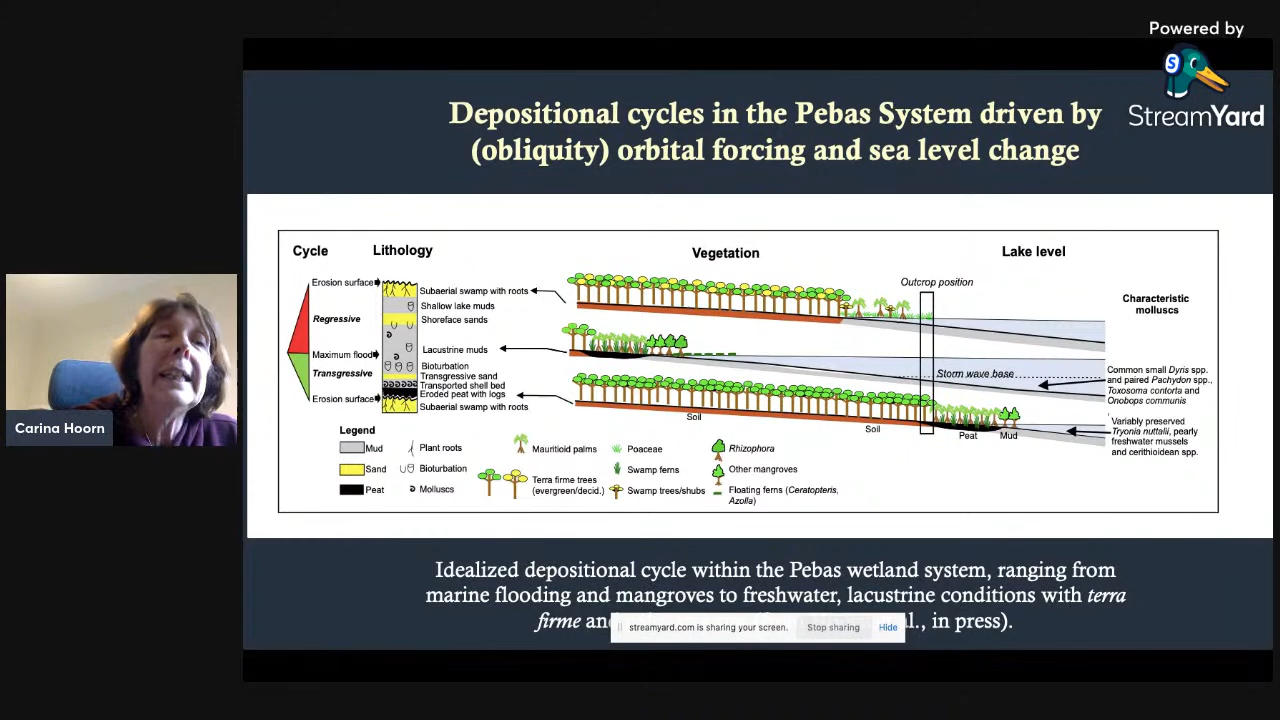 Powered by
StreamYard
Depositional cycles in the Pebas System driven by
(obliquity) orbital forcing and sea level change
Cycle
Lithology
Vegetation
Lake level
Erosion surface
Regressive
Maximum flood
Transgressive
Erosion surface
Subaerial swamp with roots
Shallow lake muds
Shoreface sands
Lacustrine muds
Bioturbation
Transgressive sand
Transported shell bed
Eroded peat with logs
Subaerial swamp with roots
Outcrop position
Storm wave base
Soil
Soil
Peat
Mud
Characteristic
molluscs
Common small Dyris spp.
and paired Pachydon spp.,
Toxosoma contorta and
Onobops communis
Variably preserved
Tryonia nuttalii, pearly
freshwater mussels
and cerithioidean spp.
Legend
Mud
Sand
Peat
Plant roots
Bioturbation
Molluscs
Mauritioid palms
Terra firme trees
(evergreen/decid.)
Poaceae
Swamp ferns
Swamp trees/shubs
Rhizophora
Other mangroves
Floating ferns (Ceratopteris,
Azolla)
Carina Hoorn
Idealized depositional cycle within the Pebas wetland system, ranging from
marine flooding and mangroves to freshwater, lacustrine conditions with terra
firme an l., in press).
streamyard.com is sharing your screen.
Stop sharing
Hide